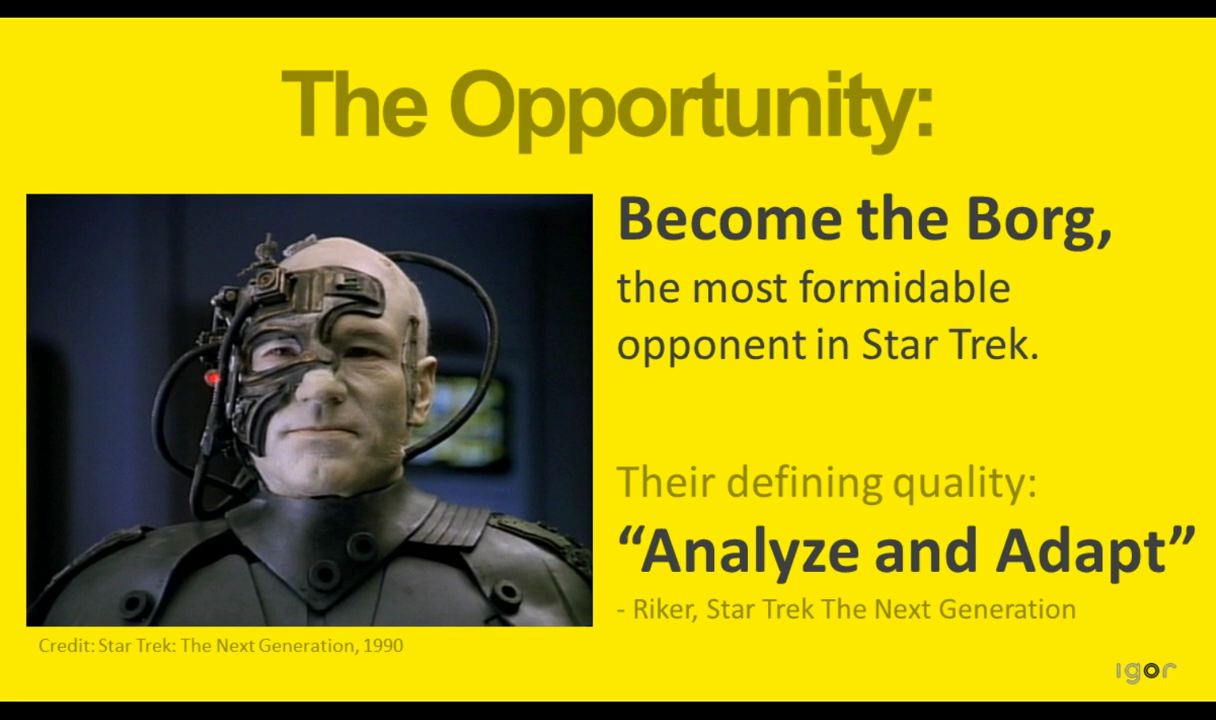 The Opportunity:
Become the Borg,
the most formidable
opponent in Star Trek.
Their defining quality:
“Analyze and Adapt”
- Riker, Star Trek The Next Generation
Credit: Star Trek: The Next Generation, 1990
igor